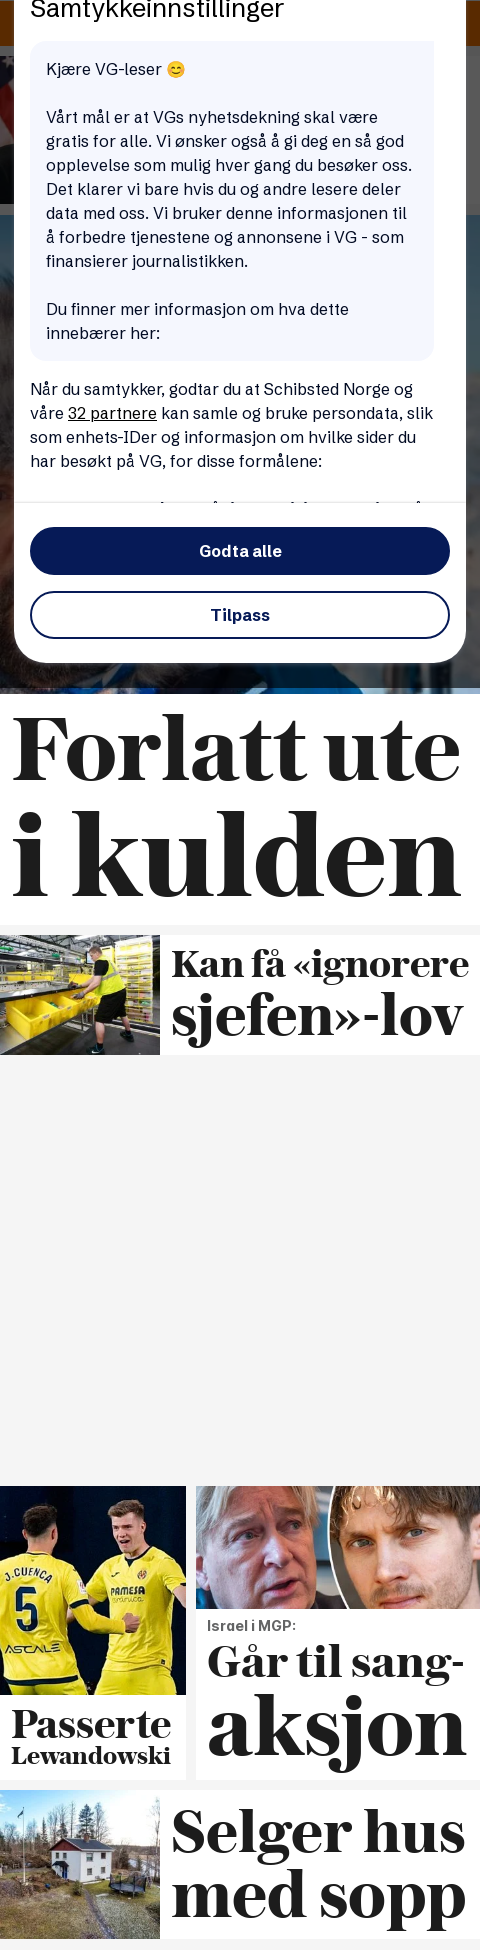 Samtykkeinnstillinger
Kjære VG-leser 😊
Vårt mål er at VGs nyhetsdekning skal være
gratis for alle. Vi ønsker også å gi deg en så god
opplevelse som mulig hver gang du besøker oss.
Det klarer vi bare hvis du og andre lesere deler
data med oss. Vi bruker denne informasjonen til
å forbedre tjenestene og annonsene i VG - som
finansierer journalistikken.
Du finner mer informasjon om hva dette
innebærer her:
Når du samtykker, godtar du at Schibsted Norge og
våre 32 partnere kan samle og bruke persondata, slik
som enhets-IDer og informasjon om hvilke sider du
har besøkt på VG, for disse formålene:
Godta alle
Tilpass
Forlatt ute
i kulden
Kan få «ignorere
sjefen»-lov
J.CUENCA
5
ASCALE
PAMESA
Passerte
Lewandowski
Israel i MGP:
Går til sang-
aksjon
Selger hus
med sopp